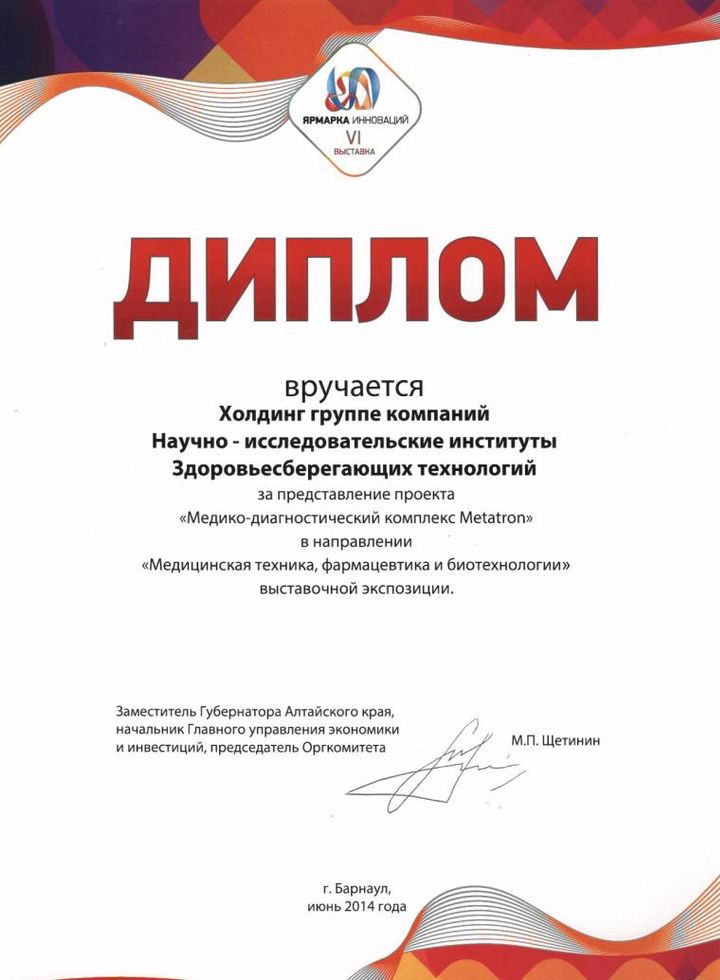 ЯРМАРКА ИННОВАЦИЙ
VI
ВЫСТАВКА
ДИПЛОМ
вручается
Холдинг группе компаний
Научно - исследовательские институты
Здоровьесберегающих технологий
за представление проекта
«Медико-диагностический комплекс Metatron»
в направлении
«Медицинская техника, фармацевтика и биотехнологии»
выставочной экспозиции.
Заместитель Губернатора Алтайского края,
начальник Главного управления экономики
и инвестиций, председатель Оргкомитета
М.П. Щетинин
г. Барнаул,
июнь 2014 года